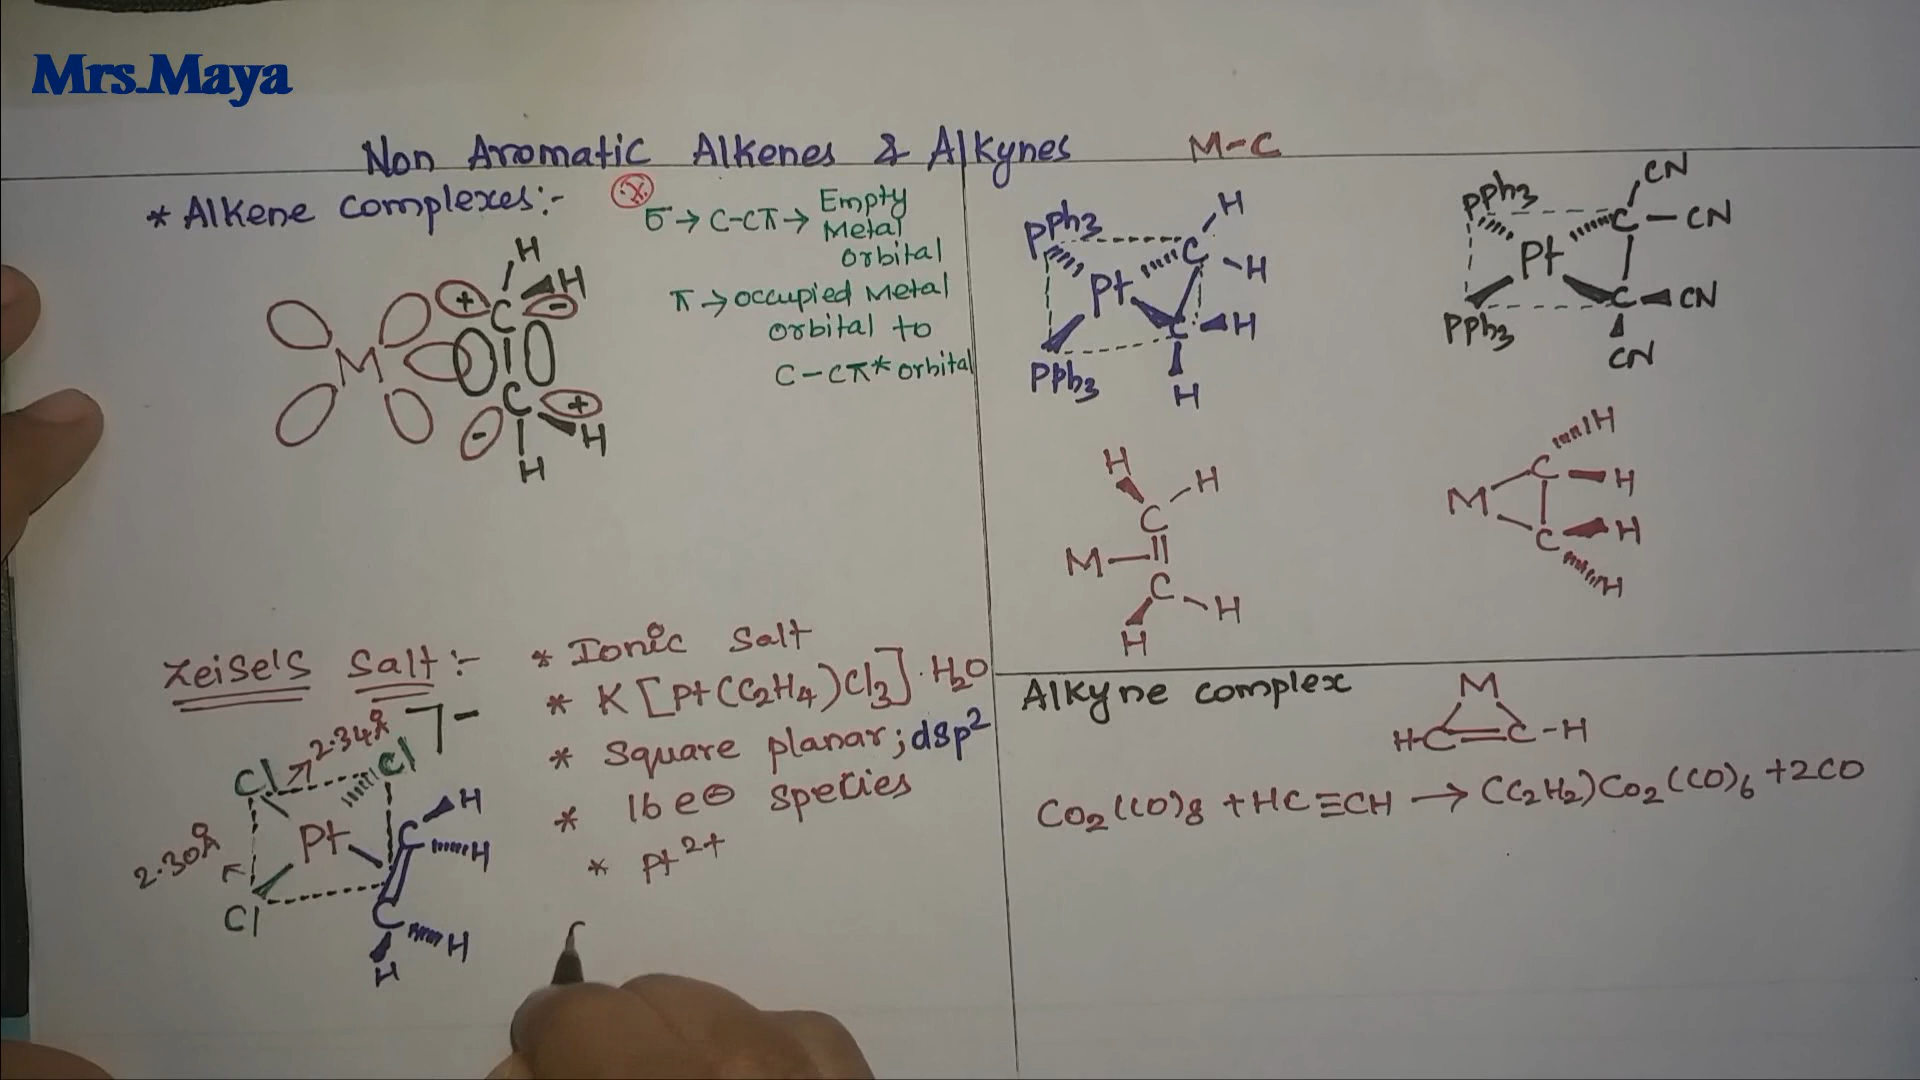 Mrs.Maya
Non Aromatic Alkenes & Alkynes M-C
* Alkene complexes:-
σ → C-Cπ → Empty
Metal
orbital
π → occupied Metal
orbital to
C-Cπ* orbital
H
H
+ C -
M
C
- +
H
H
PPh3
Pt
PPh3
C
H
H
C
H
H
PPh3
Pt
PPh3
C
CN
CN
C
CN
CN
H
H
C
M
C
H
H
M
C
IH
H
C
H
H
Zeisels Salt:-
* Ionic Salt
* K[Pt(C2H4)Cl3]·H2O
* Square planar; dsp2
* 16 e⊖ species
* Pt2+
2.34Å
Cl
Cl
7-
2.30Å
Pt
Cl
C
H
H
C
H
H
Alkyne complex
M
H-C=C-H
Co2(CO)8 + HC≡CH → (C2H2)Co2(CO)6 + 2CO